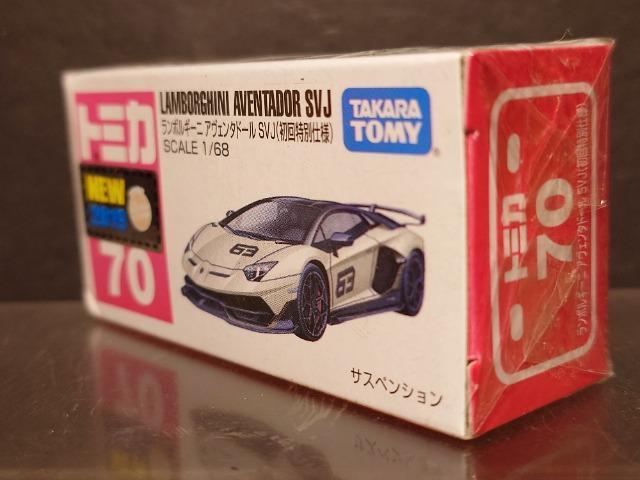 トミカ
LAMBORGHINI AVENTADOR SVJ
ランボルギーニ アヴェンタドール SVJ(初回特別仕様)
SCALE 1/68
TAKARA
TOMY
NEW
70
63
63
サスペンション
トミカ
70
ランボルギーニ アヴェンタドール SVJ(初回特別仕様)